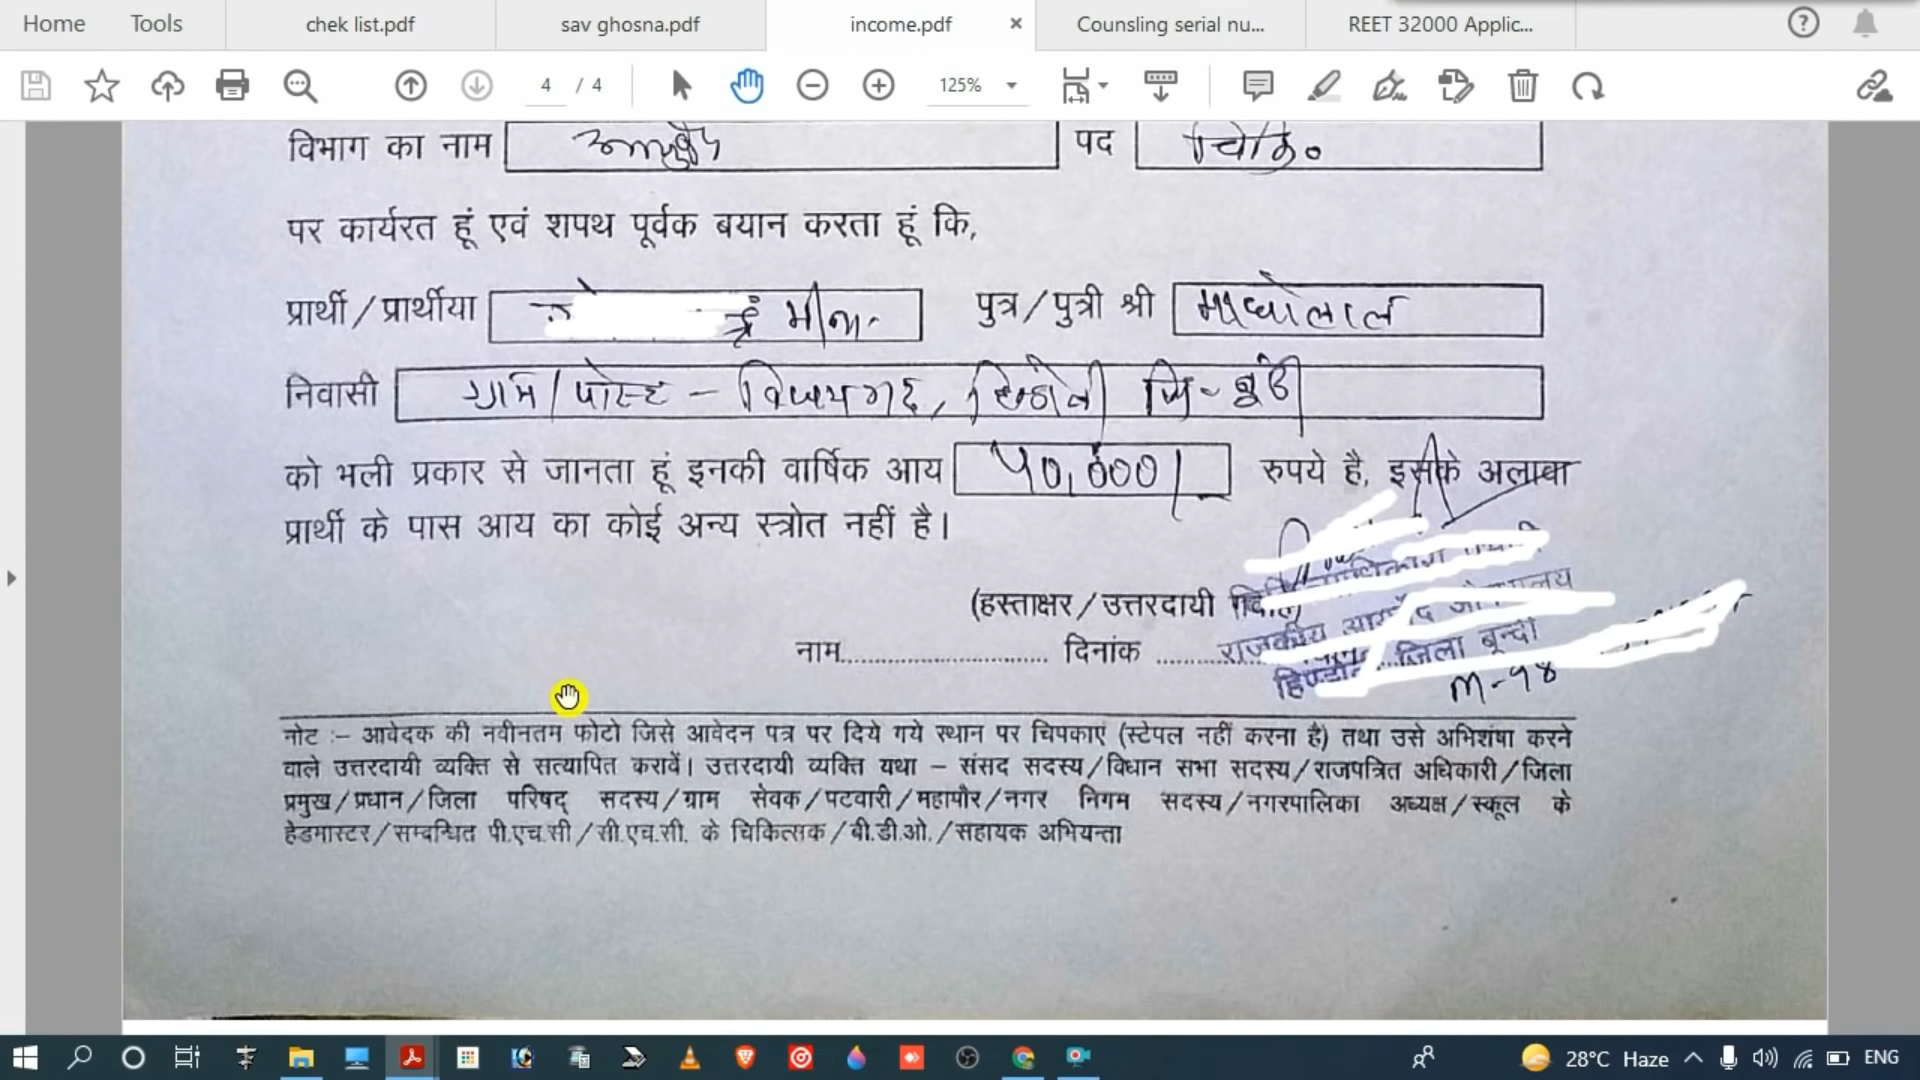 Home Tools chek list.pdf sav ghosna.pdf income.pdf × Counsling serial nu... REET 32000 Applic...
4 / 4 125%
विभाग का नाम पद चिकि०
पर कार्यरत हूं एवं शपथ पूर्वक बयान करता हूं कि,
प्रार्थी/प्रार्थीया पुत्र/पुत्री श्री माधोलाल
निवासी ग्राम/पोस्ट – विजयगढ, हिण्डोली जि-बूंदी
को भली प्रकार से जानता हूं इनकी वार्षिक आय 40,000/ रुपये है, इसके अलावा
प्रार्थी के पास आय का कोई अन्य स्त्रोत नहीं है।
(हस्ताक्षर/उत्तरदायी
नाम.............................. दिनांक ..........
राजकीय
जिला बून्दी
M-98
नोट :– आवेदक की नवीनतम फोटो जिसे आवेदन पत्र पर दिये गये स्थान पर चिपकाएं (स्टेपल नहीं करना है) तथा उसे अभिशंषा करने
वाले उत्तरदायी व्यक्ति से सत्यापित करावें। उत्तरदायी व्यक्ति यथा – संसद सदस्य/विधान सभा सदस्य/राजपत्रित अधिकारी/जिला
प्रमुख/प्रधान/जिला परिषद् सदस्य/ग्राम सेवक/पटवारी/महापौर/नगर निगम सदस्य/नगरपालिका अध्यक्ष/स्कूल के
हेडमास्टर/सम्वन्धित पी.एच.सी/सी.एच.सी. के चिकित्सक/बी.डी.ओ./सहायक अभियन्ता
28°C Haze ENG